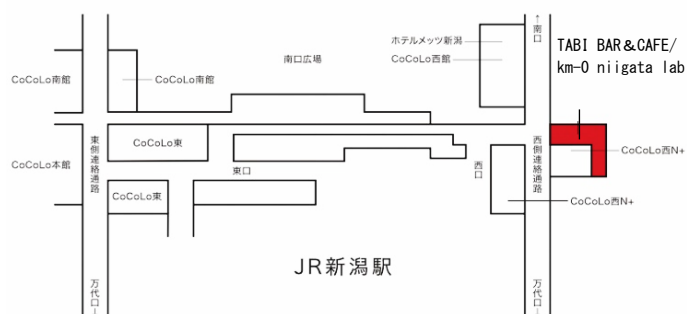 ↑南口
ホテルメッツ新潟
CoCoLo西館
TABI BAR&CAFE/
km-0 niigata lab
南口広場
CoCoLo南館
CoCoLo南館
東側連絡通路
CoCoLo東
西側連絡通路
CoCoLo西N+
CoCoLo本館
東口
西口
CoCoLo東
CoCoLo西N+
JR新潟駅
万代口↓
万代口↓